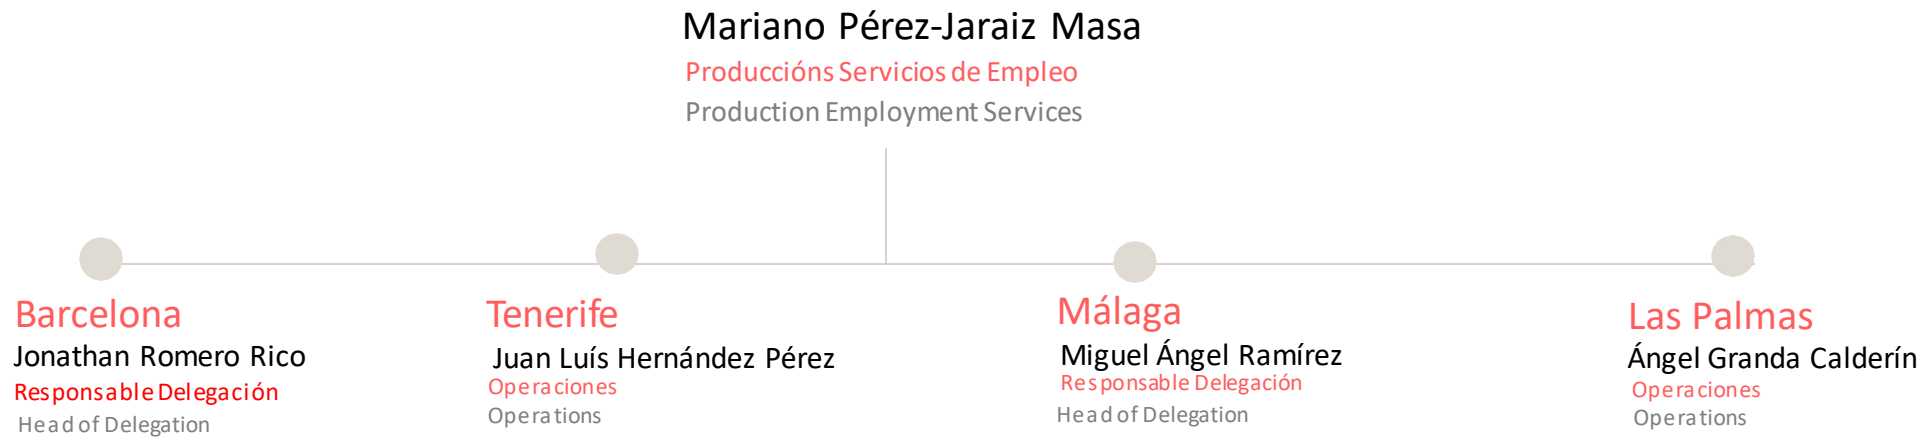 Mariano Pérez-Jaraiz Masa
Produccións Servicios de Empleo
Production Employment Services
Barcelona
Jonathan Romero Rico
Responsable Delegación
Head of Delegation
Tenerife
Juan Luís Hernández Pérez
Operaciones
Operations
Málaga
Miguel Ángel Ramírez
Responsable Delegación
Head of Delegation
Las Palmas
Ángel Granda Calderín
Operaciones
Operations